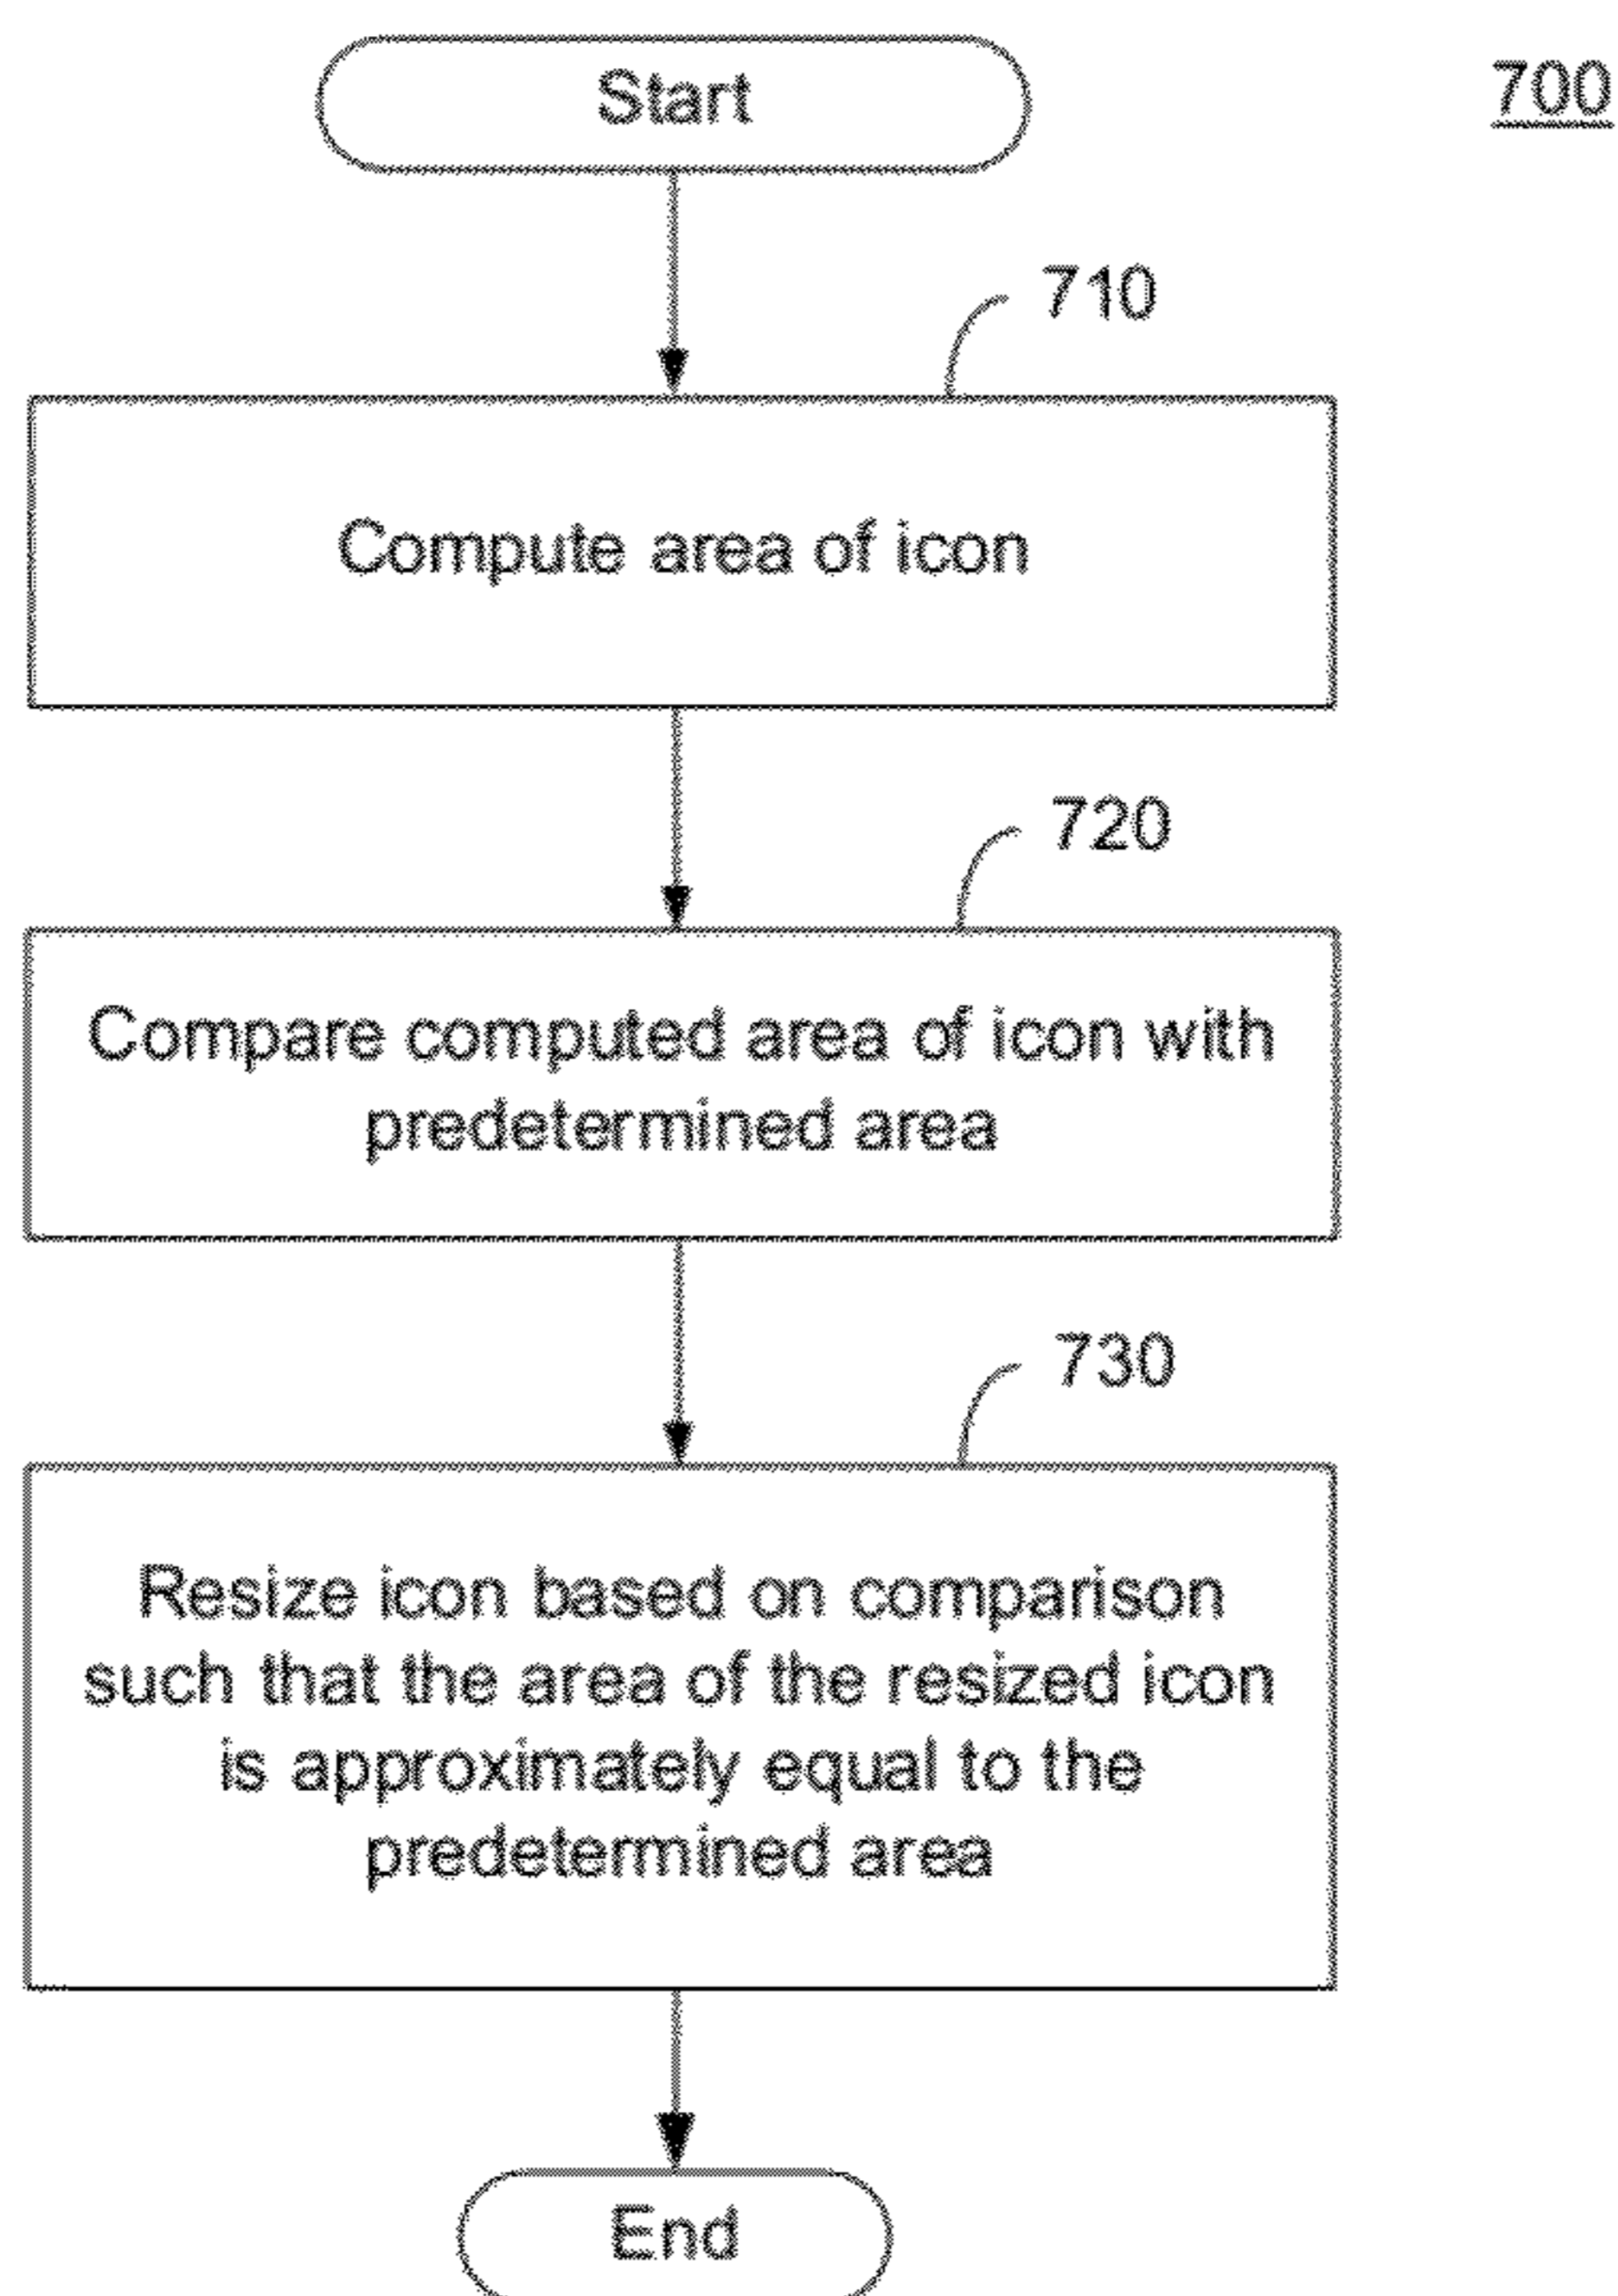 Start
700
710
Compute area of icon
720
Compare computed area of icon with
predetermined area
730
Resize icon based on comparison
such that the area of the resized icon
is approximately equal to the
predetermined area
End